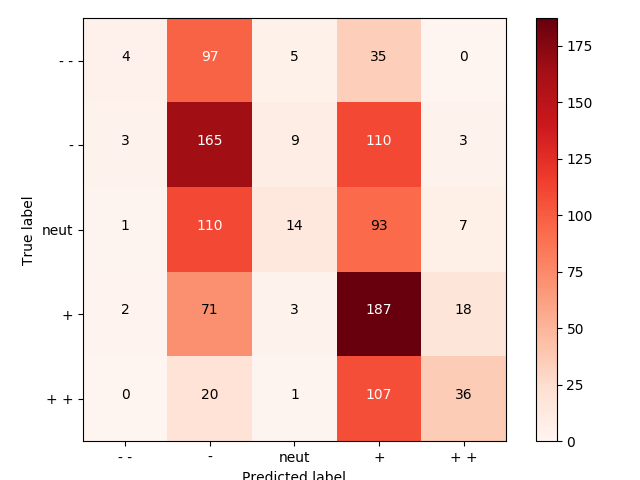 - - 4 97 5 35 0
- 3 165 9 110 3
neut 1 110 14 93 7
+ 2 71 3 187 18
+ + 0 20 1 107 36
- - - neut + + +
True label
Predicted label
175
150
125
100
75
50
25
0